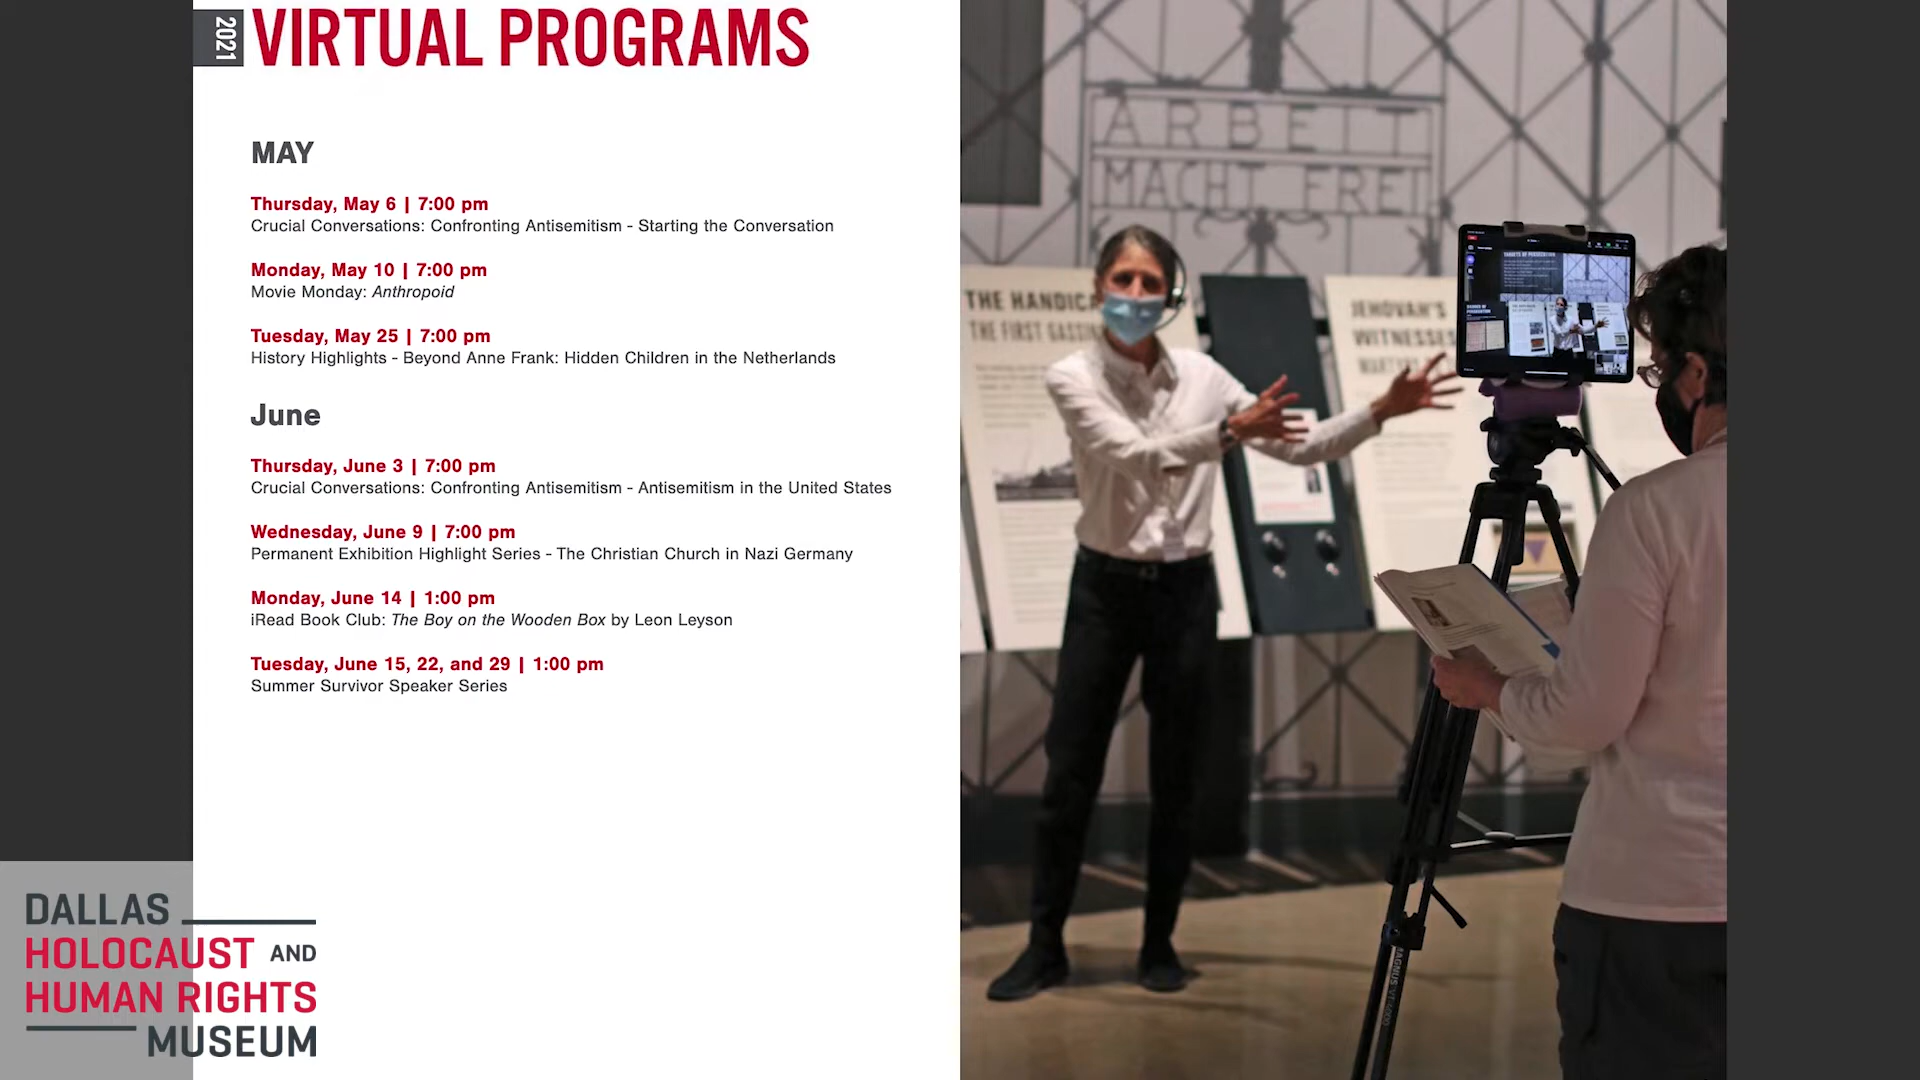 2021
VIRTUAL PROGRAMS
MAY
Thursday, May 6 | 7:00 pm
Crucial Conversations: Confronting Antisemitism - Starting the Conversation
Monday, May 10 | 7:00 pm
Movie Monday: Anthropoid
Tuesday, May 25 | 7:00 pm
History Highlights - Beyond Anne Frank: Hidden Children in the Netherlands
June
Thursday, June 3 | 7:00 pm
Crucial Conversations: Confronting Antisemitism - Antisemitism in the United States
Wednesday, June 9 | 7:00 pm
Permanent Exhibition Highlight Series - The Christian Church in Nazi Germany
Monday, June 14 | 1:00 pm
iRead Book Club: The Boy on the Wooden Box by Leon Leyson
Tuesday, June 15, 22, and 29 | 1:00 pm
Summer Survivor Speaker Series
DALLAS
HOLOCAUST AND
HUMAN RIGHTS
MUSEUM
ARBEIT
MACHT FREI
THE HANDICA
THE FIRST GASSIN
JEHOVAH'S
WITNESSES
TARGETS OF PERSECUTION